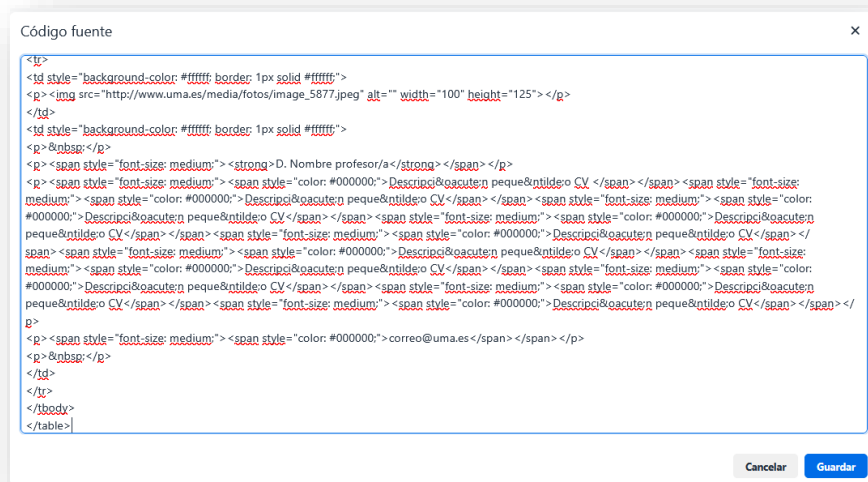 Código fuente
<tr>
<td style="background-color: #ffffff; border: 1px solid #ffffff;">
<p><img src="http://www.uma.es/media/fotos/image_5877.jpeg" alt="" width="100" height="125"></p>
</td>
<td style="background-color: #ffffff; border: 1px solid #ffffff;">
<p>&nbsp;</p>
<p><span style="font-size: medium;"><strong>D. Nombre profesor/a</strong></span></p>
<p><span style="font-size: medium;"><span style="color: #000000;">Descripci&oacute;n peque&ntilde;o CV </span></span><span style="font-size:
medium;"><span style="color: #000000;">Descripci&oacute;n peque&ntilde;o CV</span></span><span style="font-size: medium;"><span style="color:
#000000;">Descripci&oacute;n peque&ntilde;o CV</span></span><span style="font-size: medium;"><span style="color: #000000;">Descripci&oacute;n
peque&ntilde;o CV</span></span><span style="font-size: medium;"><span style="color: #000000;">Descripci&oacute;n peque&ntilde;o CV</span></
span><span style="font-size: medium;"><span style="color: #000000;">Descripci&oacute;n peque&ntilde;o CV</span></span><span style="font-size:
medium;"><span style="color: #000000;">Descripci&oacute;n peque&ntilde;o CV</span></span><span style="font-size: medium;"><span style="color:
#000000;">Descripci&oacute;n peque&ntilde;o CV</span></span><span style="font-size: medium;"><span style="color: #000000;">Descripci&oacute;n
peque&ntilde;o CV</span></span><span style="font-size: medium;"><span style="color: #000000;">Descripci&oacute;n peque&ntilde;o CV</span></span></
p>
<p><span style="font-size: medium;"><span style="color: #000000;">correo@uma.es</span></span></p>
<p>&nbsp;</p>
</td>
</tr>
</tbody>
</table>
Cancelar Guardar